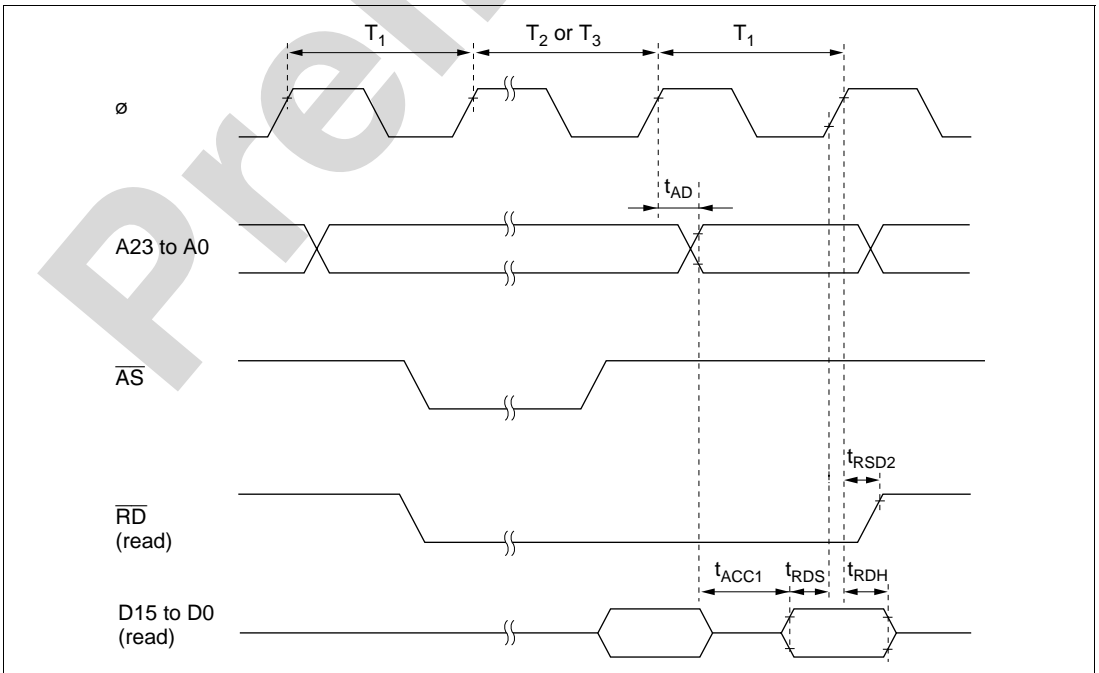 T1 T2 or T3 T1
ø
tAD
A23 to A0
AS
tRSD2
RD
(read)
tACC1 tRDS tRDH
D15 to D0
(read)